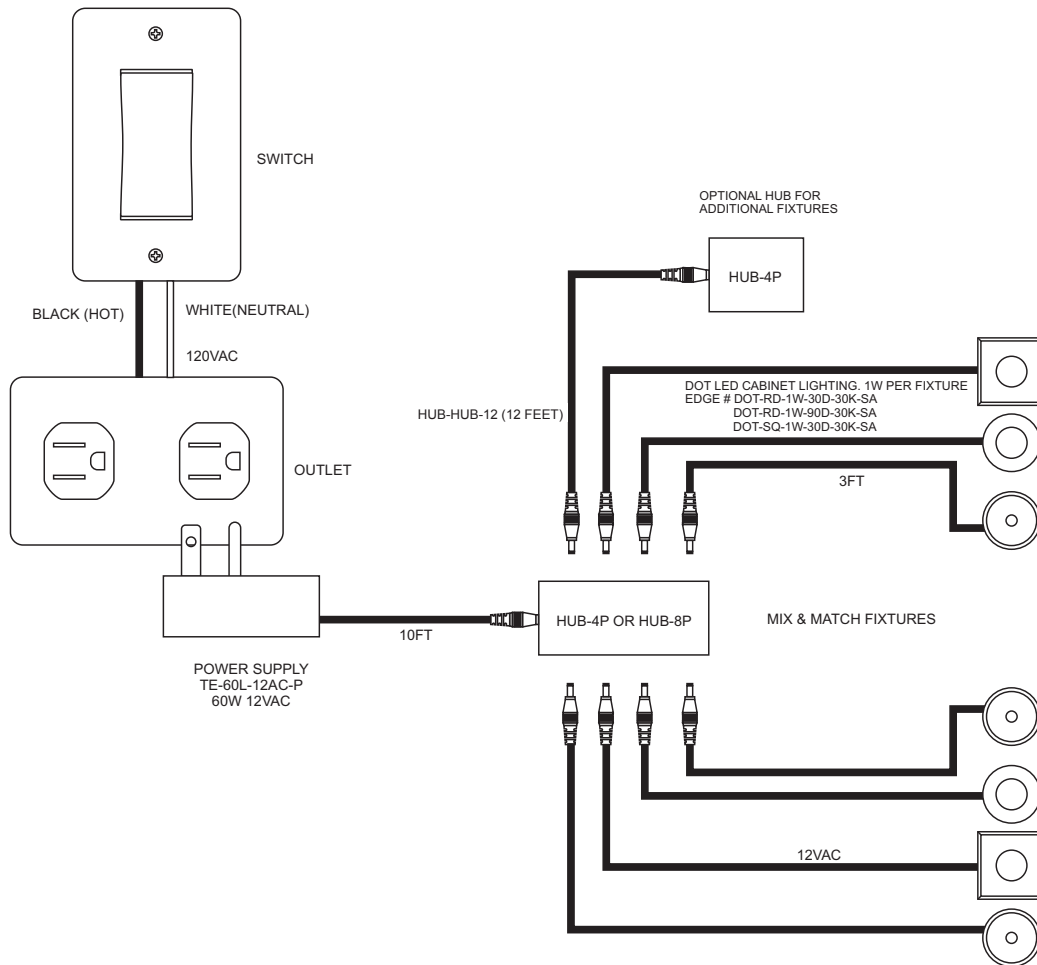 SWITCH
OPTIONAL HUB FOR
ADDITIONAL FIXTURES
HUB-4P
BLACK (HOT)
WHITE(NEUTRAL)
120VAC
DOT LED CABINET LIGHTING. 1W PER FIXTURE
EDGE # DOT-RD-1W-30D-30K-SA
DOT-RD-1W-90D-30K-SA
DOT-SQ-1W-30D-30K-SA
HUB-HUB-12 (12 FEET)
OUTLET
3FT
HUB-4P OR HUB-8P
MIX & MATCH FIXTURES
10FT
POWER SUPPLY
TE-60L-12AC-P
60W 12VAC
12VAC